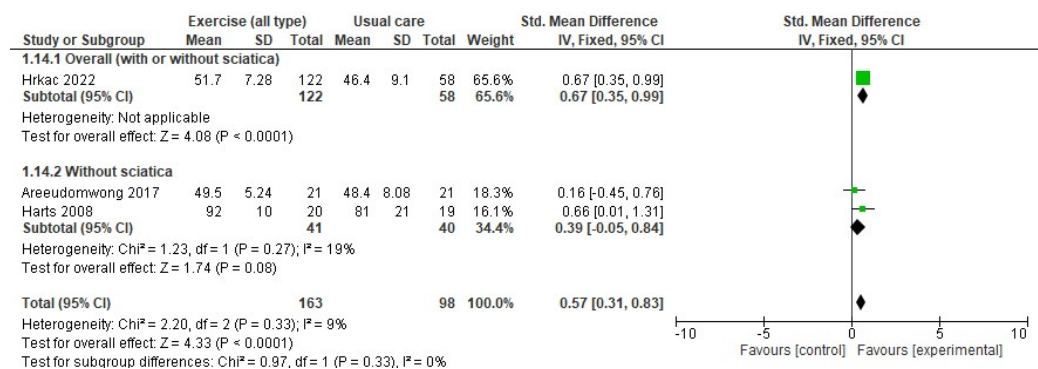 Exercise (all type) Usual care Std. Mean Difference Std. Mean Difference
Study or Subgroup Mean SD Total Mean SD Total Weight IV, Fixed, 95% CI IV, Fixed, 95% CI
1.14.1 Overall (with or without sciatica)
Hrkac 2022 51.7 7.28 122 46.4 9.1 58 65.6% 0.67 [0.35, 0.99]
Subtotal (95% CI) 122 58 65.6% 0.67 [0.35, 0.99]
Heterogeneity: Not applicable
Test for overall effect: Z = 4.08 (P < 0.0001)
1.14.2 Without sciatica
Areeudomwong 2017 49.5 5.24 21 48.4 8.08 21 18.3% 0.16 [-0.45, 0.76]
Harts 2008 92 10 20 81 21 19 16.1% 0.66 [0.01, 1.31]
Subtotal (95% CI) 41 40 34.4% 0.39 [-0.05, 0.84]
Heterogeneity: Chi² = 1.23, df = 1 (P = 0.27); I² = 19%
Test for overall effect: Z = 1.74 (P = 0.08)
Total (95% CI) 163 98 100.0% 0.57 [0.31, 0.83]
Heterogeneity: Chi² = 2.20, df = 2 (P = 0.33); I² = 9%
Test for overall effect: Z = 4.33 (P < 0.0001)
Test for subgroup differences: Chi² = 0.97, df = 1 (P = 0.33), I² = 0%
-10 -5 0 5 10
Favours [control] Favours [experimental]